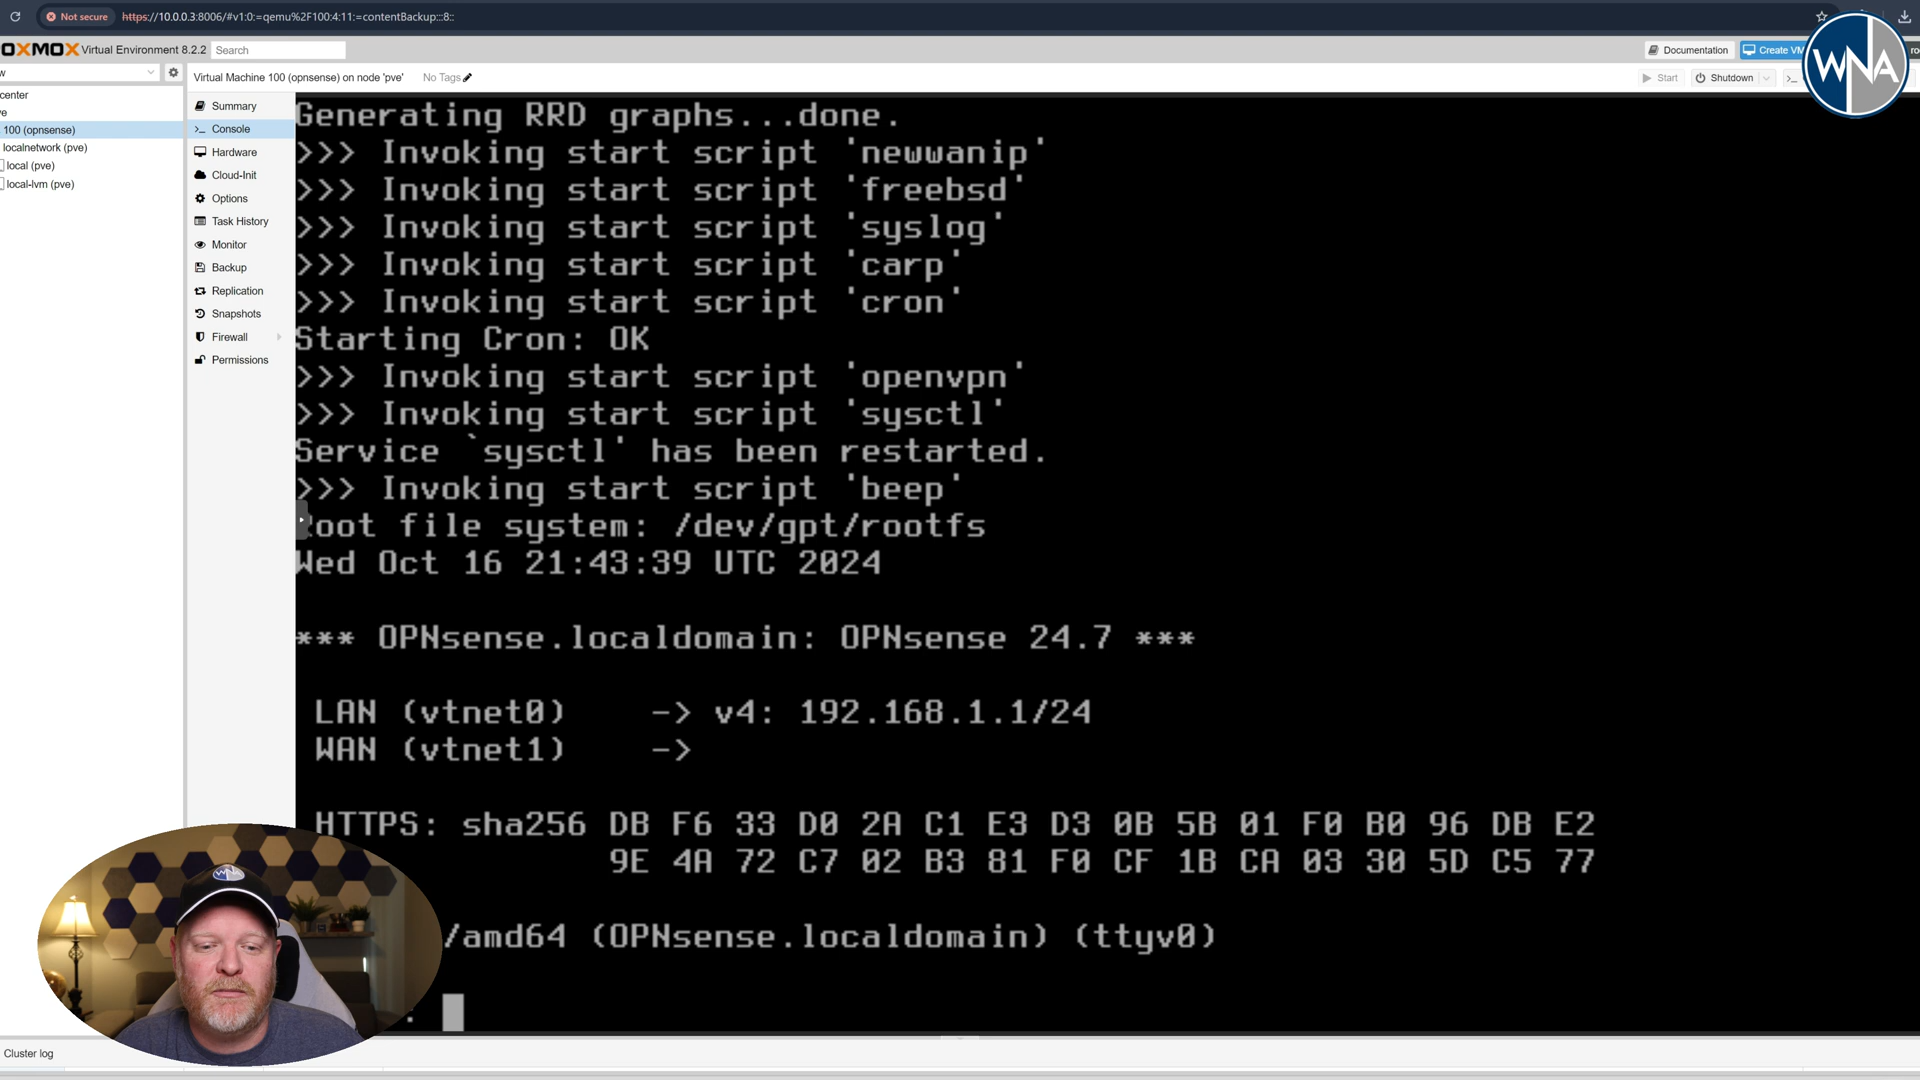 Not secure https://10.0.0.3:8006/#v1:0:=qemu%2F100:4:11:=contentBackup:::8::
OXMOX Virtual Environment 8.2.2 Search Documentation Create VM
WNA
Virtual Machine 100 (opnsense) on node 'pve' No Tags Start Shutdown
center
100 (opnsense)
localnetwork (pve)
local (pve)
local-lvm (pve)
Summary
Console
Hardware
Cloud-Init
Options
Task History
Monitor
Backup
Replication
Snapshots
Firewall
Permissions
Generating RRD graphs...done.
>>> Invoking start script 'newwanip'
>>> Invoking start script 'freebsd'
>>> Invoking start script 'syslog'
>>> Invoking start script 'carp'
>>> Invoking start script 'cron'
Starting Cron: OK
>>> Invoking start script 'openvpn'
>>> Invoking start script 'sysctl'
Service `sysctl' has been restarted.
>>> Invoking start script 'beep'
Root file system: /dev/gpt/rootfs
Wed Oct 16 21:43:39 UTC 2024
*** OPNsense.localdomain: OPNsense 24.7 ***
LAN (vtnet0) -> v4: 192.168.1.1/24
WAN (vtnet1) ->
HTTPS: sha256 DB F6 33 D0 2A C1 E3 D3 0B 5B 01 F0 B0 96 DB E2
9E 4A 72 C7 02 B3 81 F0 CF 1B CA 03 30 5D C5 77
/amd64 (OPNsense.localdomain) (ttyv0)
:
Cluster log